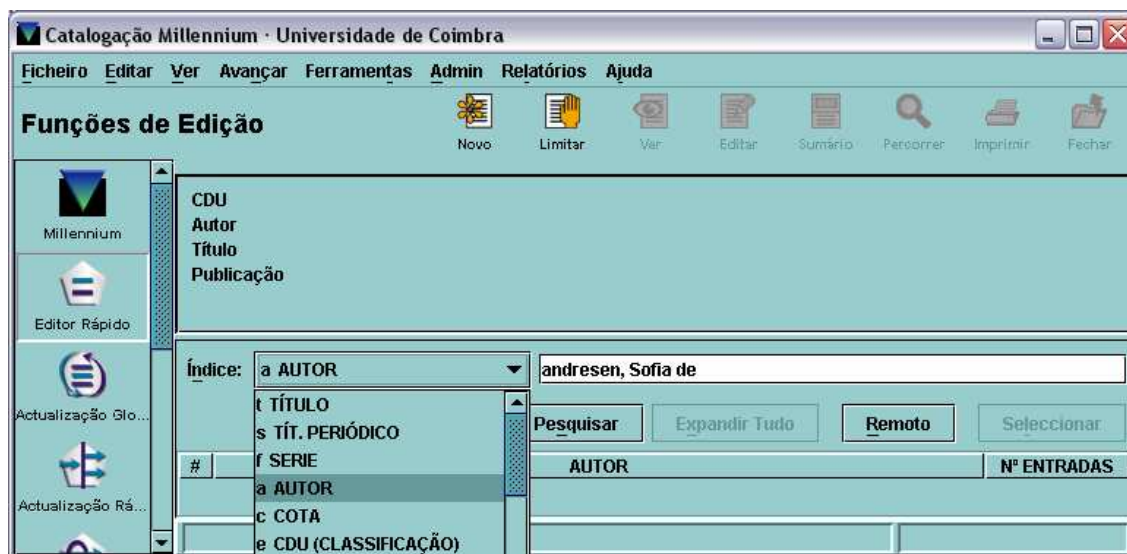 Catalogação Millennium · Universidade de Coimbra
Ficheiro Editar Ver Avançar Ferramentas Admin Relatórios Ajuda
Funções de Edição
Novo Limitar Ver Editar Sumário Percorrer Imprimir Fechar
Millennium
Editor Rápido
Actualização Glo...
Actualização Rá...
CDU
Autor
Título
Publicação
Índice: a AUTOR andresen, Sofia de
t TÍTULO
s TÍT. PERIÓDICO
f SERIE
a AUTOR
c COTA
e CDU (CLASSIFICAÇÃO)
Pesquisar Expandir Tudo Remoto Seleccionar
# AUTOR Nº ENTRADAS